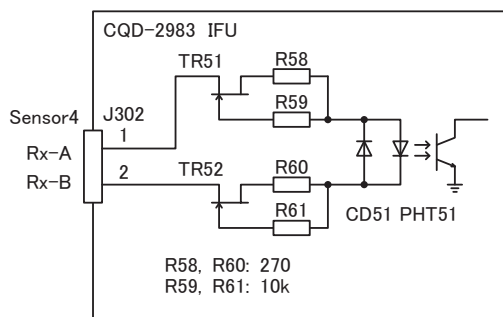 CQD-2983 IFU
TR51
R58
R59
Sensor4
J302
1
Rx-A
2
Rx-B
TR52
R60
R61
CD51 PHT51
R58, R60: 270
R59, R61: 10k